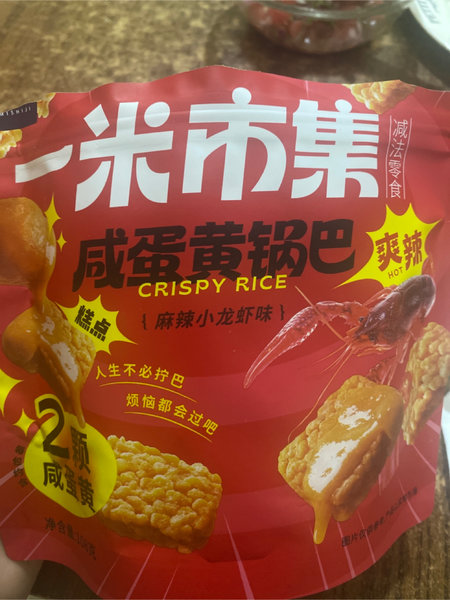 一米市集
减法零食
咸蛋黄锅巴
CRISPY RICE
爽辣
HOT
{麻辣小龙虾味}
糕点
人生不必拧巴
烦恼都会过吧
2颗
咸蛋黄